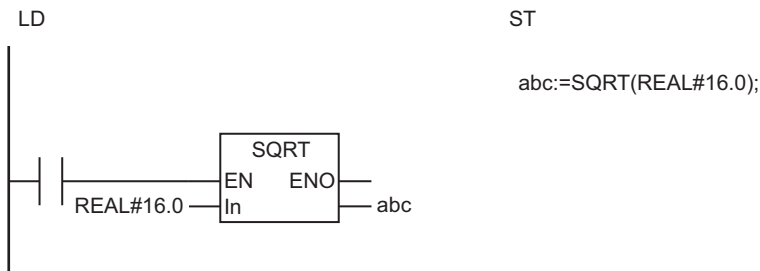 LD
ST
abc:=SQRT(REAL#16.0);
SQRT
EN ENO
REAL#16.0 In abc